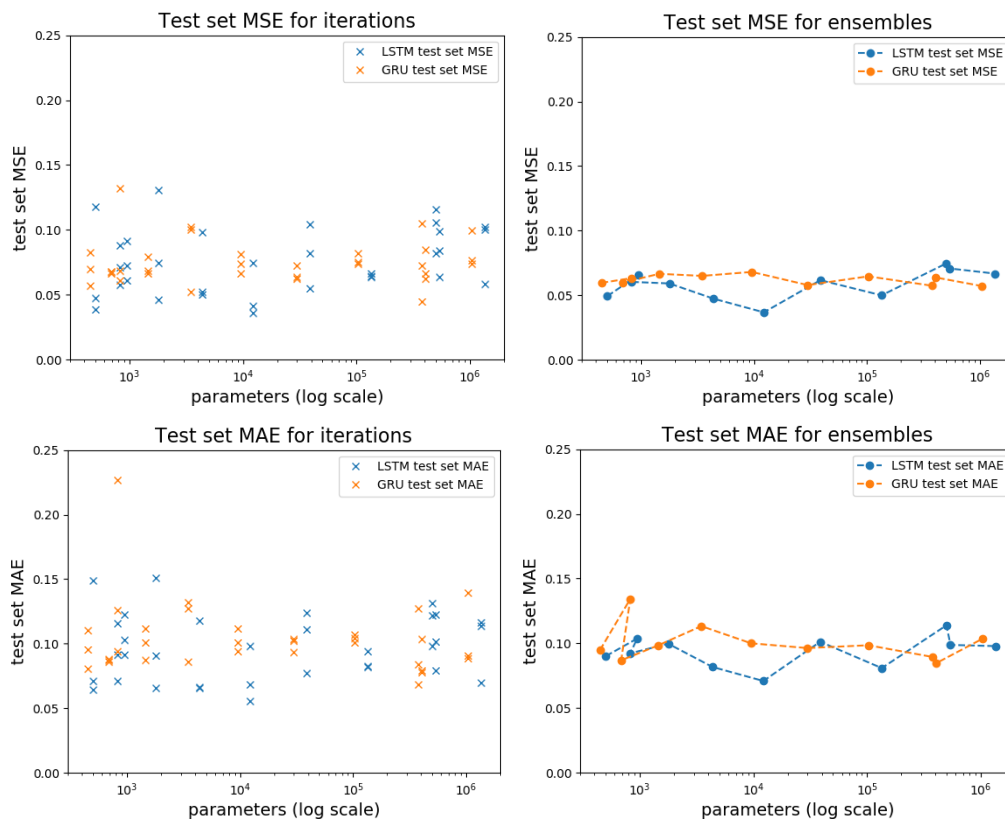 Test set MSE for iterations
0.25
0.20
0.15
0.10
0.05
0.00
test set MSE
LSTM test set MSE
GRU test set MSE
10³
10⁴
10⁵
10⁶
parameters (log scale)
Test set MSE for ensembles
0.25
0.20
0.15
0.10
0.05
0.00
test set MSE
LSTM test set MSE
GRU test set MSE
10³
10⁴
10⁵
10⁶
parameters (log scale)
Test set MAE for iterations
0.25
0.20
0.15
0.10
0.05
0.00
test set MAE
LSTM test set MAE
GRU test set MAE
10³
10⁴
10⁵
10⁶
parameters (log scale)
Test set MAE for ensembles
0.25
0.20
0.15
0.10
0.05
0.00
test set MAE
LSTM test set MAE
GRU test set MAE
10³
10⁴
10⁵
10⁶
parameters (log scale)